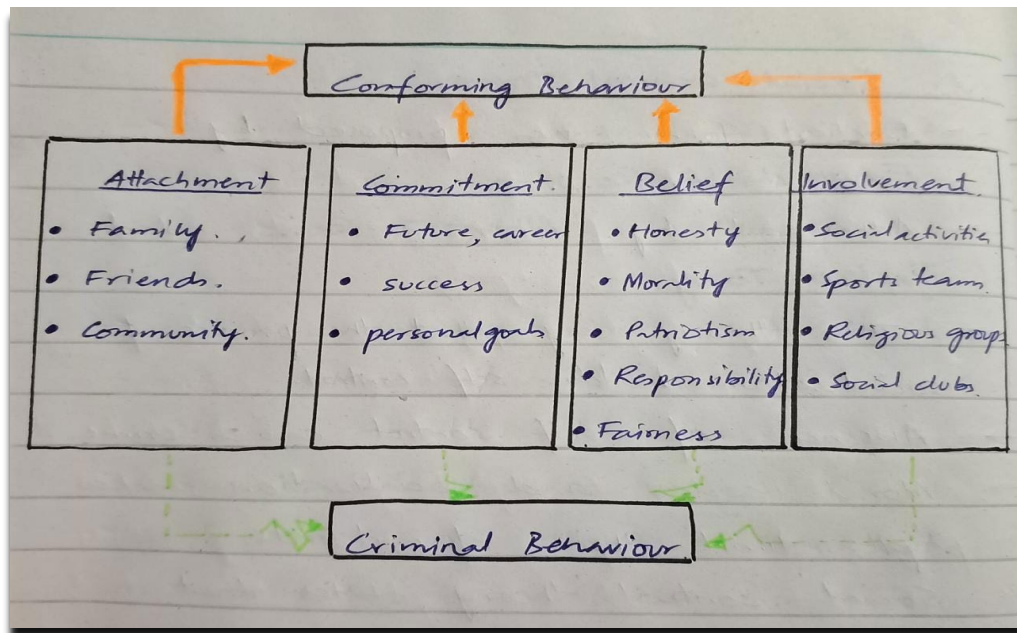 Conforming Behaviour
Attachment
• Family.
• Friends.
• Community.
Commitment.
• Future, career
• success
• personal goals
Belief
• Honesty
• Morality
• Patriotism
• Responsibility
• Fairness
Involvement.
• Social activities
• Sports team
• Religious groups
• Social clubs
Criminal Behaviour